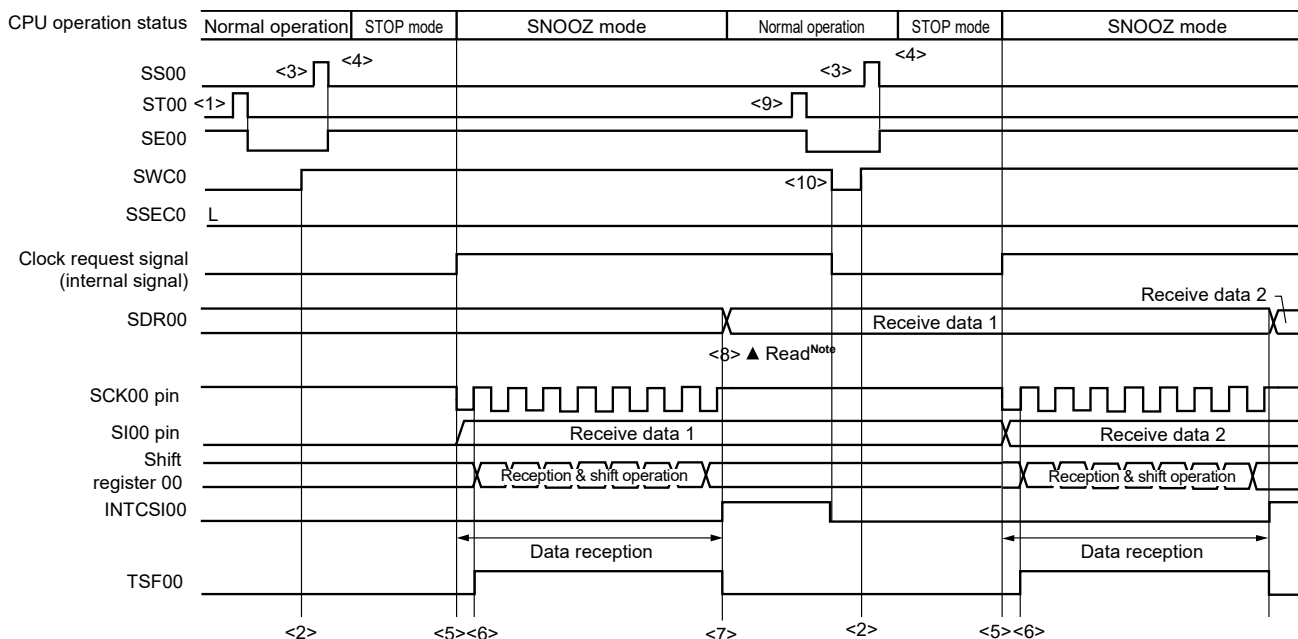 CPU operation status Normal operation STOP mode SNOOZ mode Normal operation STOP mode SNOOZ mode
<4> <4>
SS00 <3> <3>
ST00 <1> <9>
SE00
SWC0 <10>
SSEC0 L
Clock request signal
(internal signal)
Receive data 2
SDR00 Receive data 1
<8> ▲ ReadNote
SCK00 pin
SI00 pin Receive data 1 Receive data 2
Shift
register 00 Reception & shift operation Reception & shift operation
INTCSI00
Data reception Data reception
TSF00
<2> <5><6> <7> <2> <5><6>